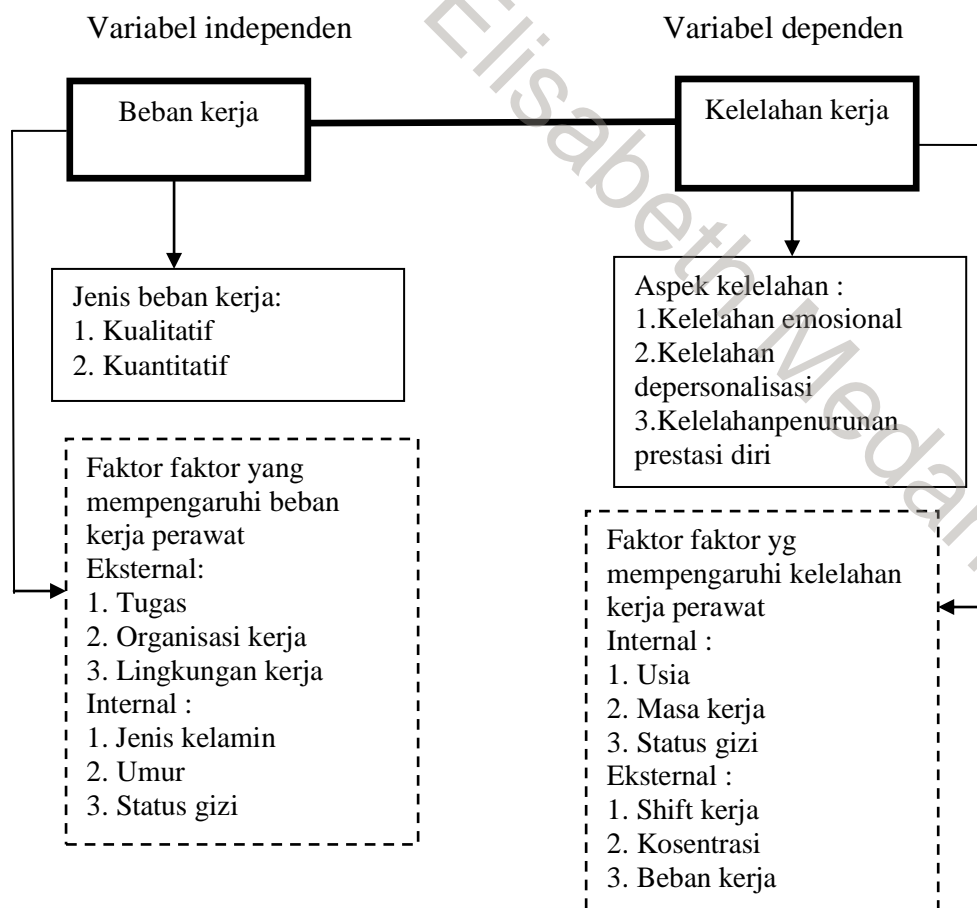 Variabel independen
Variabel dependen
Beban kerja
Kelelahan kerja
Jenis beban kerja:
1. Kualitatif
2. Kuantitatif
Aspek kelelahan :
1.Kelelahan emosional
2.Kelelahan
depersonalisasi
3.Kelelahanpenurunan
prestasi diri
Faktor faktor yang
mempengaruhi beban
kerja perawat
Eksternal:
1. Tugas
2. Organisasi kerja
3. Lingkungan kerja
Internal :
1. Jenis kelamin
2. Umur
3. Status gizi
Faktor faktor yg
mempengaruhi kelelahan
kerja perawat
Internal :
1. Usia
2. Masa kerja
3. Status gizi
Eksternal :
1. Shift kerja
2. Kosentrasi
3. Beban kerja
Elisabeth Medan